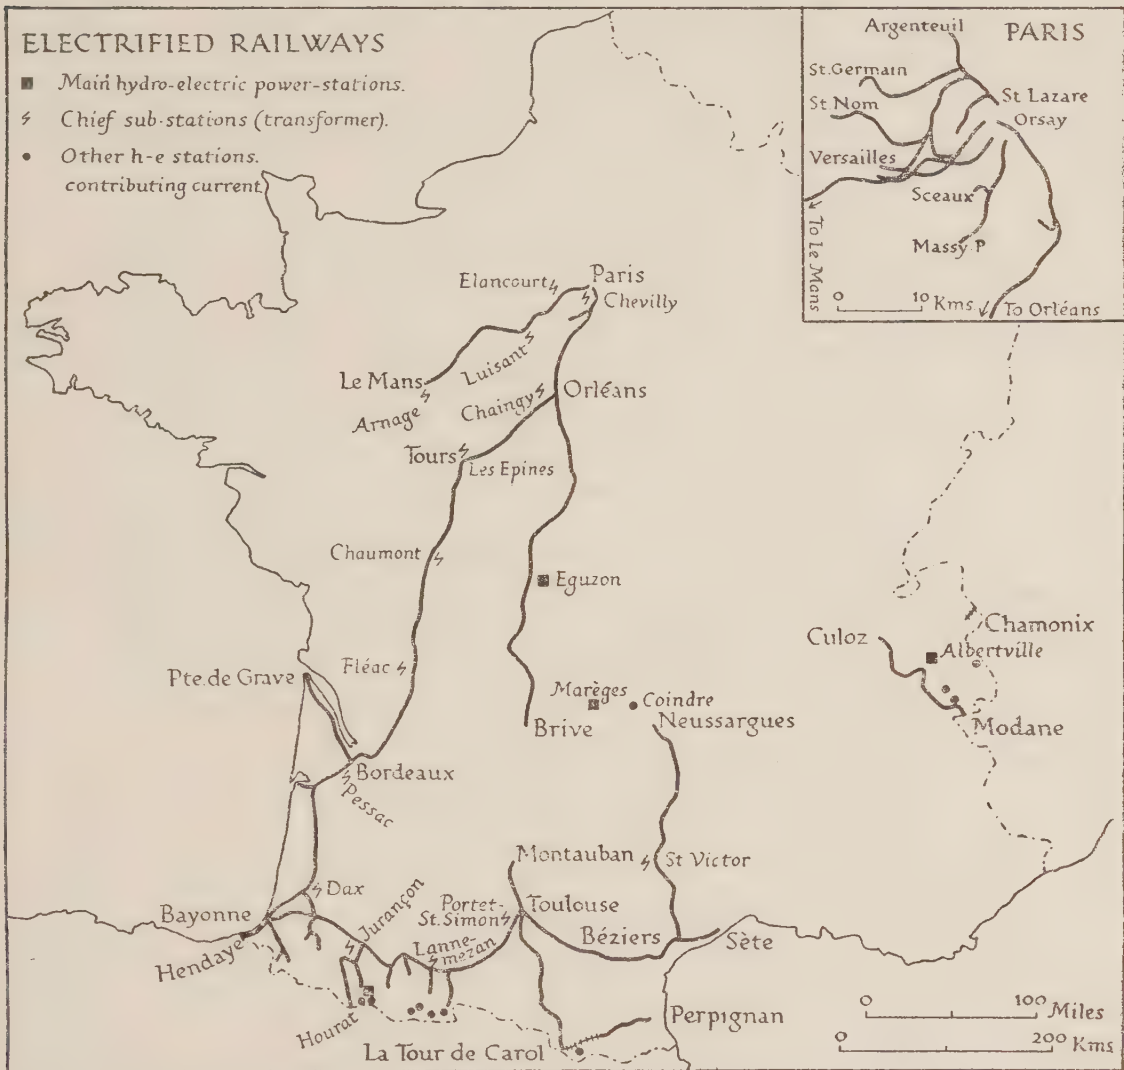 ELECTRIFIED RAILWAYS
Main hydro-electric power-stations.
Chief sub-stations (transformer).
Other h-e stations.
contributing current.
PARIS
Argenteuil
St.Germain
St Nom
St Lazare
Orsay
Versailles
Sceaux
Massy P
To Le Mans
0 10 Kms.
To Orléans
Elancourt
Paris
Chevilly
Luisant
Le Mans
Arnage
Chaingy
Orléans
Tours
Les Epines
Chaumont
Eguzon
Fléac
Pte. de Grave
Marèges
Coindre
Brive
Neussargues
Culoz
Chamonix
Albertville
Modane
Bordeaux
Pessac
Montauban
St Victor
Dax
Jurançon
Portet-
St. Simon
Toulouse
Bayonne
Hendaye
Lanne-
mezan
Béziers
Sète
Hourat
Perpignan
La Tour de Carol
0 100 Miles
0 200 Kms